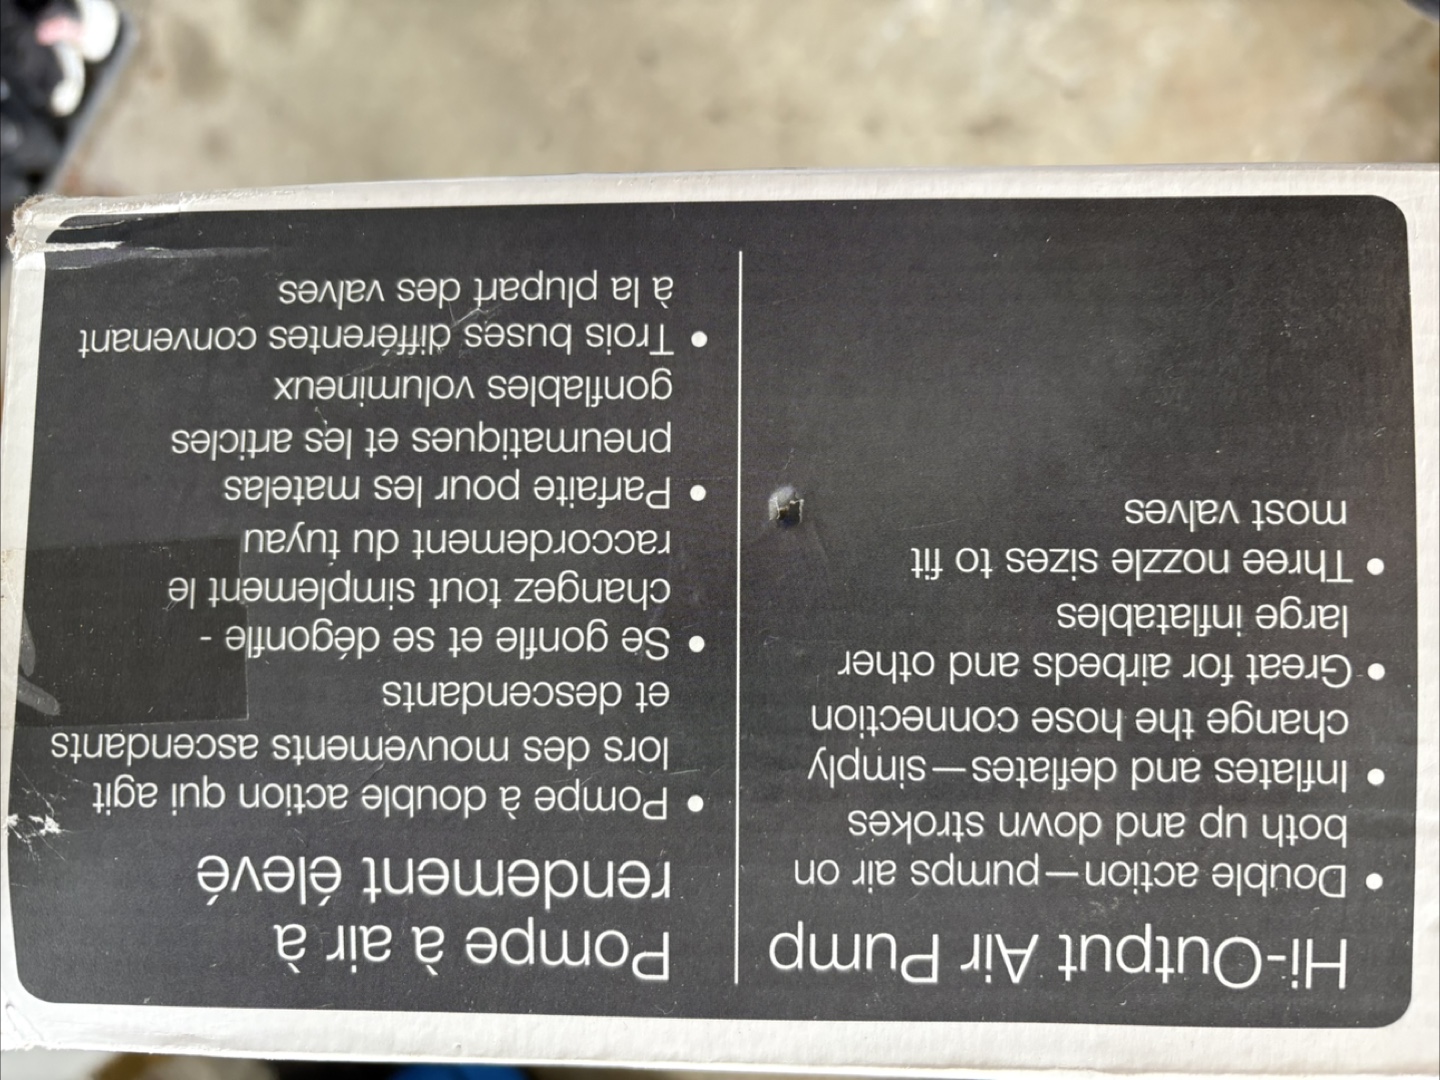 Hi-Output Air Pump
• Double action—pumps air on
both up and down strokes
• Inflates and deflates—simply
change the hose connection
• Great for airbeds and other
large inflatables
• Three nozzle sizes to fit
most valves
Pompe à air à
rendement élevé
• Pompe à double action qui agit
lors des mouvements ascendants
et descendants
• Se gonfle et se dégonfle -
changez tout simplement le
raccordement du tuyau
• Parfaite pour les matelas
pneumatiques et les articles
gonflables volumineux
• Trois buses différentes convenant
à la plupart des valves